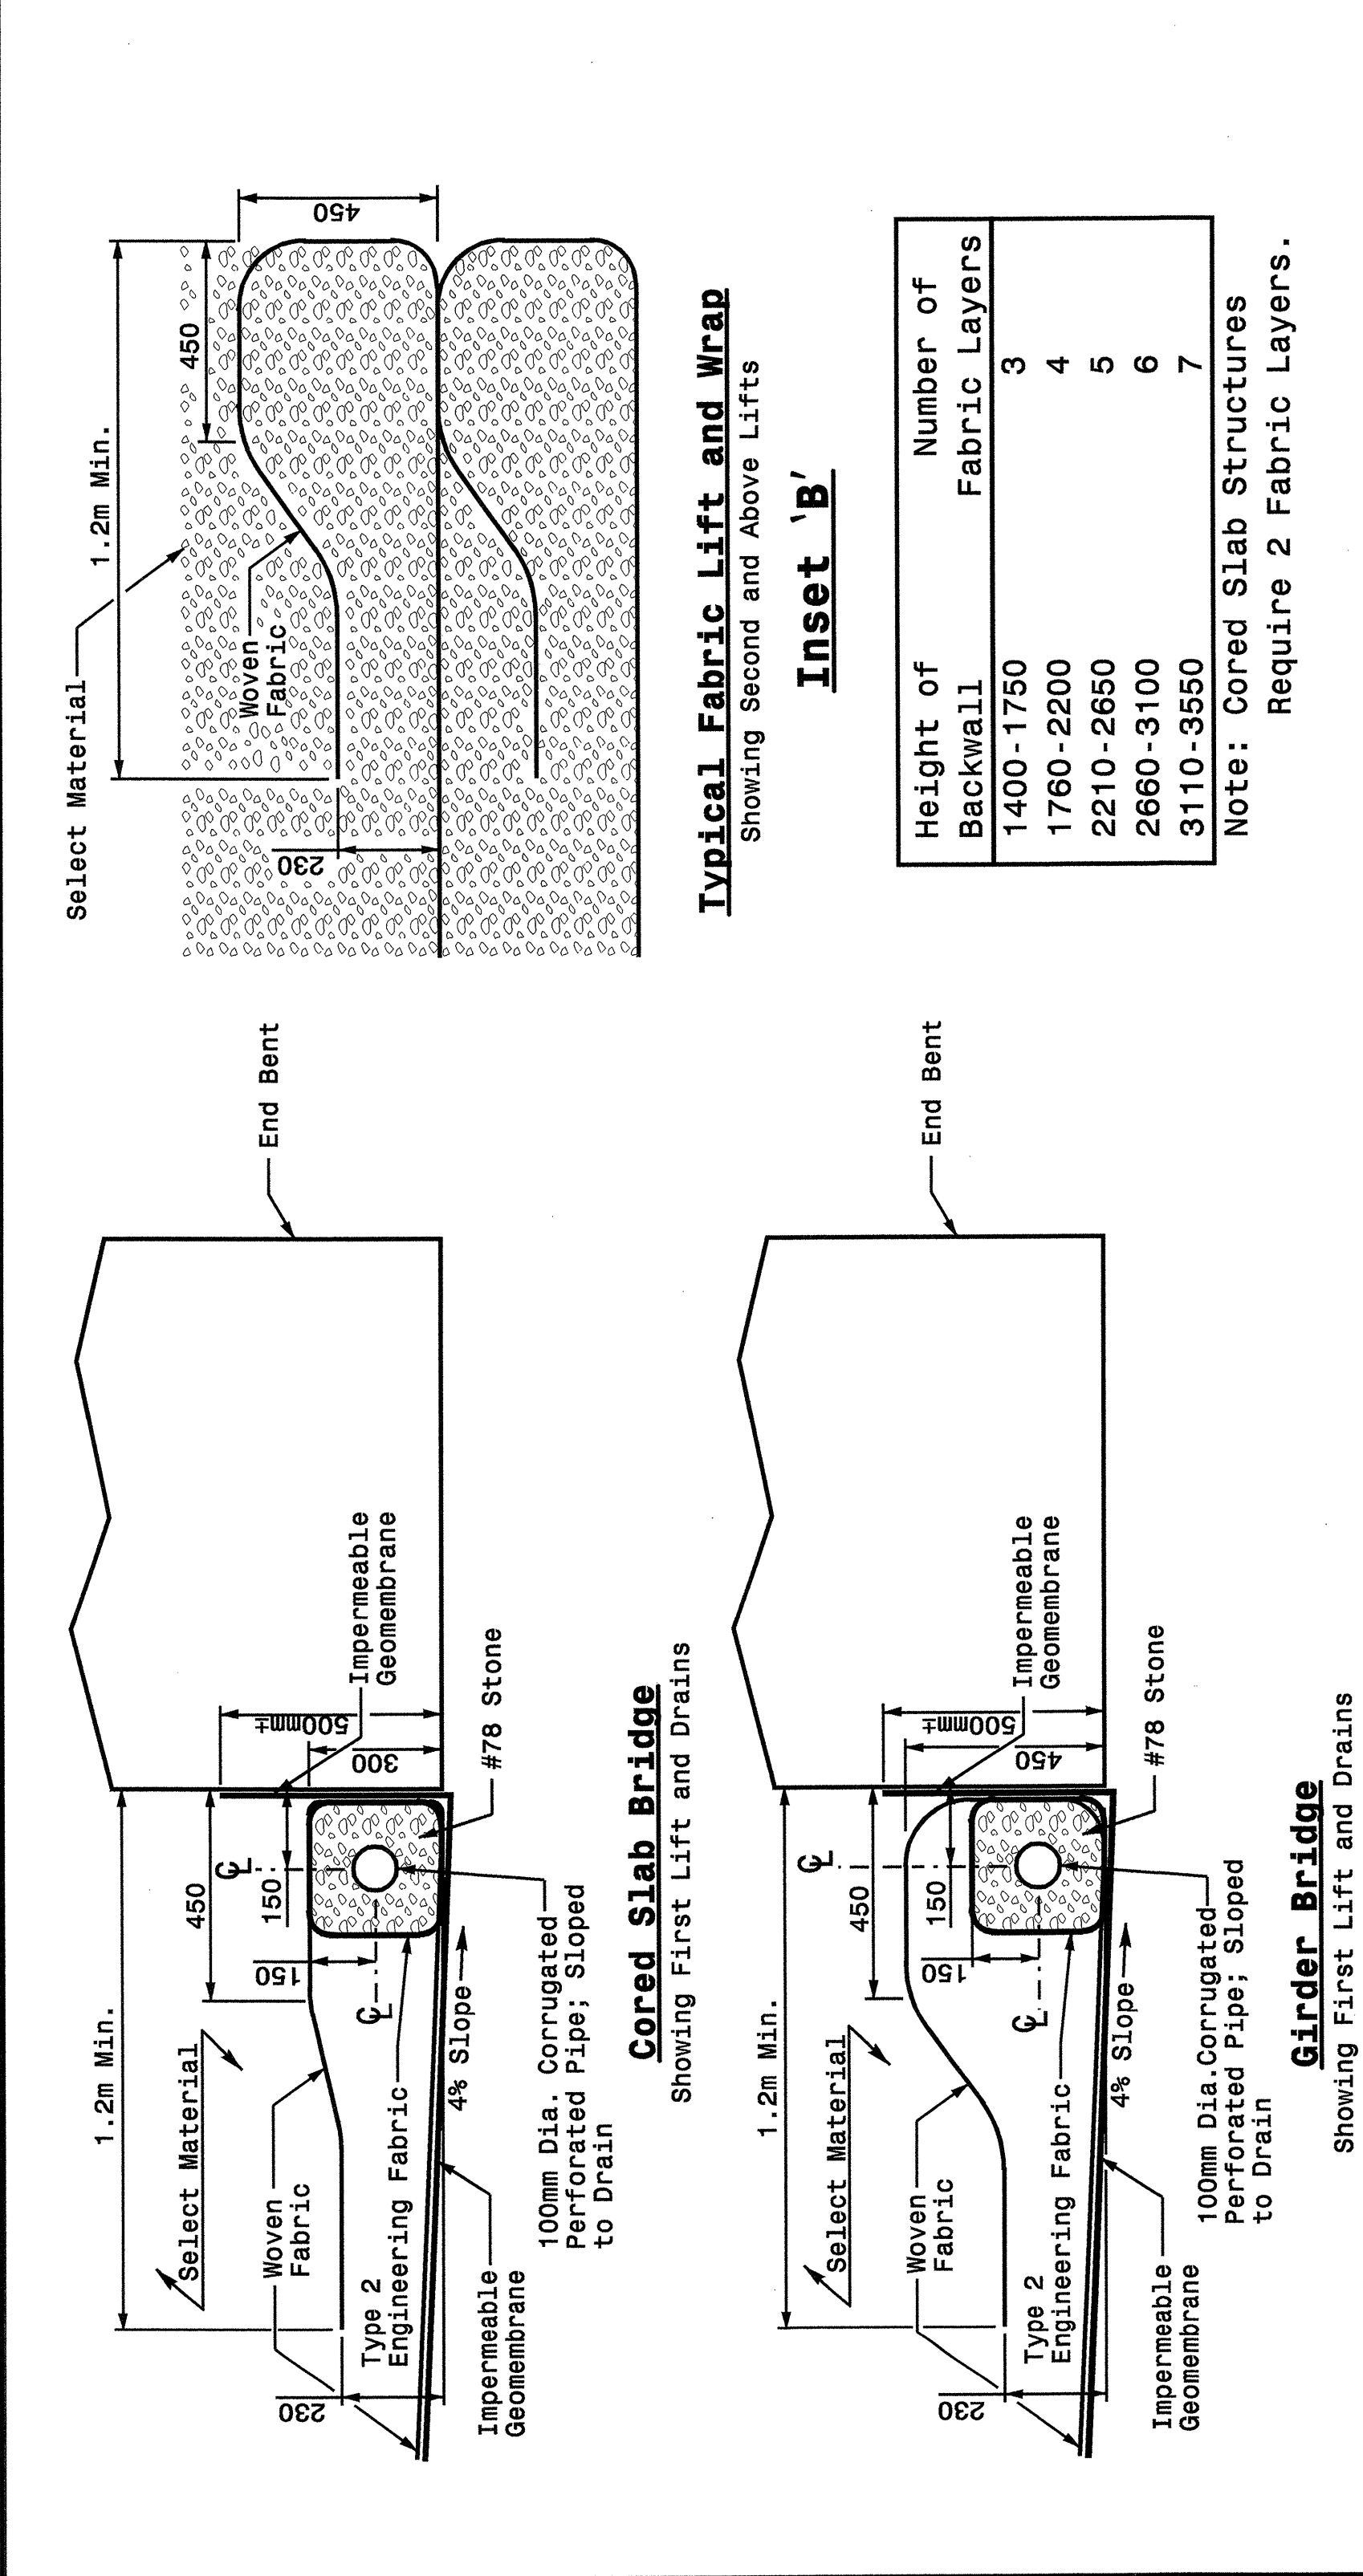 1.2m Min.
Select Material
450
Woven
Fabric
℄
150
150
500mm±
300
End Bent
230
Type 2
Engineering Fabric
℄
Impermeable
Geomembrane
4% Slope
Impermeable
Geomembrane
#78 Stone
100mm Dia. Corrugated
Perforated Pipe; Sloped
to Drain
Cored Slab Bridge
Showing First Lift and Drains
1.2m Min.
Select Material
450
Woven
Fabric
℄
150
150
500mm±
450
End Bent
230
Type 2
Engineering Fabric
℄
Impermeable
Geomembrane
4% Slope
Impermeable
Geomembrane
#78 Stone
100mm Dia.Corrugated
Perforated Pipe; Sloped
to Drain
Girder Bridge
Showing First Lift and Drains
Select Material
1.2m Min.
450
450
Woven
Fabric
230
Typical Fabric Lift and Wrap
Showing Second and Above Lifts
Inset 'B'
Height of Number of
Backwall Fabric Layers
1400-1750 3
1760-2200 4
2210-2650 5
2660-3100 6
3110-3550 7
Note: Cored Slab Structures
Require 2 Fabric Layers.